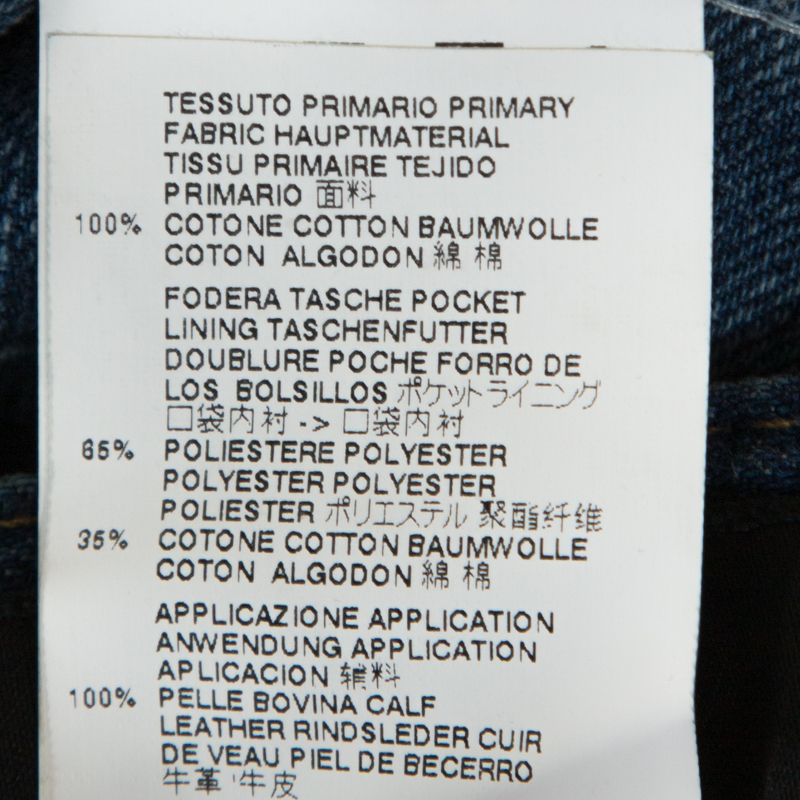 TESSUTO PRIMARIO PRIMARY
FABRIC HAUPTMATERIAL
TISSU PRIMAIRE TEJIDO
PRIMARIO 面料
100% COTONE COTTON BAUMWOLLE
COTON ALGODON 綿 棉
FODERA TASCHE POCKET
LINING TASCHENFUTTER
DOUBLURE POCHE FORRO DE
LOS BOLSILLOS ポケットライニング
口袋内衬 -> 口袋内衬
65% POLIESTERE POLYESTER
POLYESTER POLYESTER
POLIESTER ポリエステル 聚酯纤维
35% COTONE COTTON BAUMWOLLE
COTON ALGODON 綿 棉
APPLICAZIONE APPLICATION
ANWENDUNG APPLICATION
APLICACION 辅料
100% PELLE BOVINA CALF
LEATHER RINDSLEDER CUIR
DE VEAU PIEL DE BECERRO
牛革 牛皮